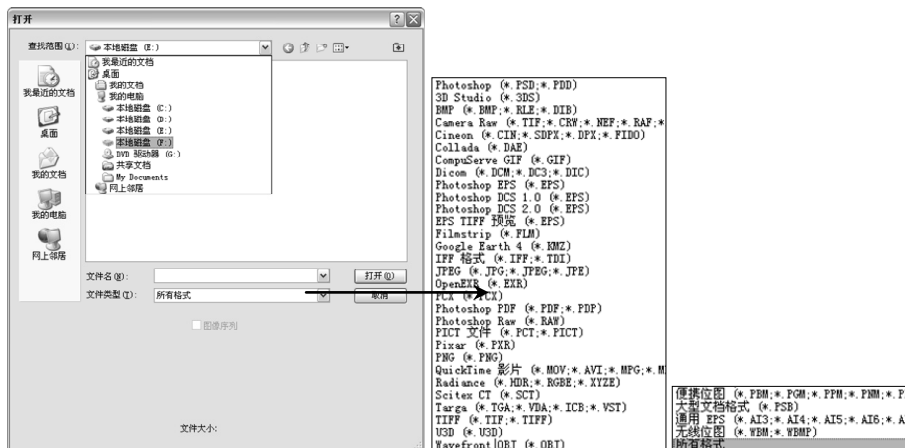 打开
查找范围(I):
本地磁盘 (E:)
我最近的文档
桌面
我的文档
我的电脑
本地磁盘 (C:)
本地磁盘 (D:)
本地磁盘 (E:)
本地磁盘 (F:)
DVD 驱动器 (G:)
共享文档
My Documents
网上邻居
我最近的文档
桌面
我的文档
我的电脑
网上邻居
文件名(N):
打开(O)
文件类型(T):
所有格式
取消
图像序列
文件大小:
Photoshop (*.PSD;*.PDD)
3D Studio (*.3DS)
BMP (*.BMP;*.RLE;*.DIB)
Camera Raw (*.TIF;*.CRW;*.NEF;*.RAF;*
Cineon (*.CIN;*.SDPX;*.DPX;*.FIDO)
Collada (*.DAE)
CompuServe GIF (*.GIF)
Dicom (*.DCM;*.DC3;*.DIC)
Photoshop EPS (*.EPS)
Photoshop DCS 1.0 (*.EPS)
Photoshop DCS 2.0 (*.EPS)
EPS TIFF 预览 (*.EPS)
Filmstrip (*.FLM)
Google Earth 4 (*.KMZ)
IFF 格式 (*.IFF;*.TDI)
JPEG (*.JPG;*.JPEG;*.JPE)
OpenEXR (*.EXR)
PCX (*.PCX)
Photoshop PDF (*.PDF;*.PDP)
Photoshop Raw (*.RAW)
PICT 文件 (*.PCT;*.PICT)
Pixar (*.PXR)
PNG (*.PNG)
QuickTime 影片 (*.MOV;*.AVI;*.MPG;*.M
Radiance (*.HDR;*.RGBE;*.XYZE)
Scitex CT (*.SCT)
Targa (*.TGA;*.VDA;*.ICB;*.VST)
TIFF (*.TIF;*.TIFF)
U3D (*.U3D)
Wavefront|OBJ (*.OBJ)
便携位图 (*.PBM;*.PGM;*.PPM;*.PNM;*.P
大型文档格式 (*.PSB)
通用 EPS (*.AI3;*.AI4;*.AI5;*.AI6;*.A
无线位图 (*.WBM;*.WBMP)
所有格式